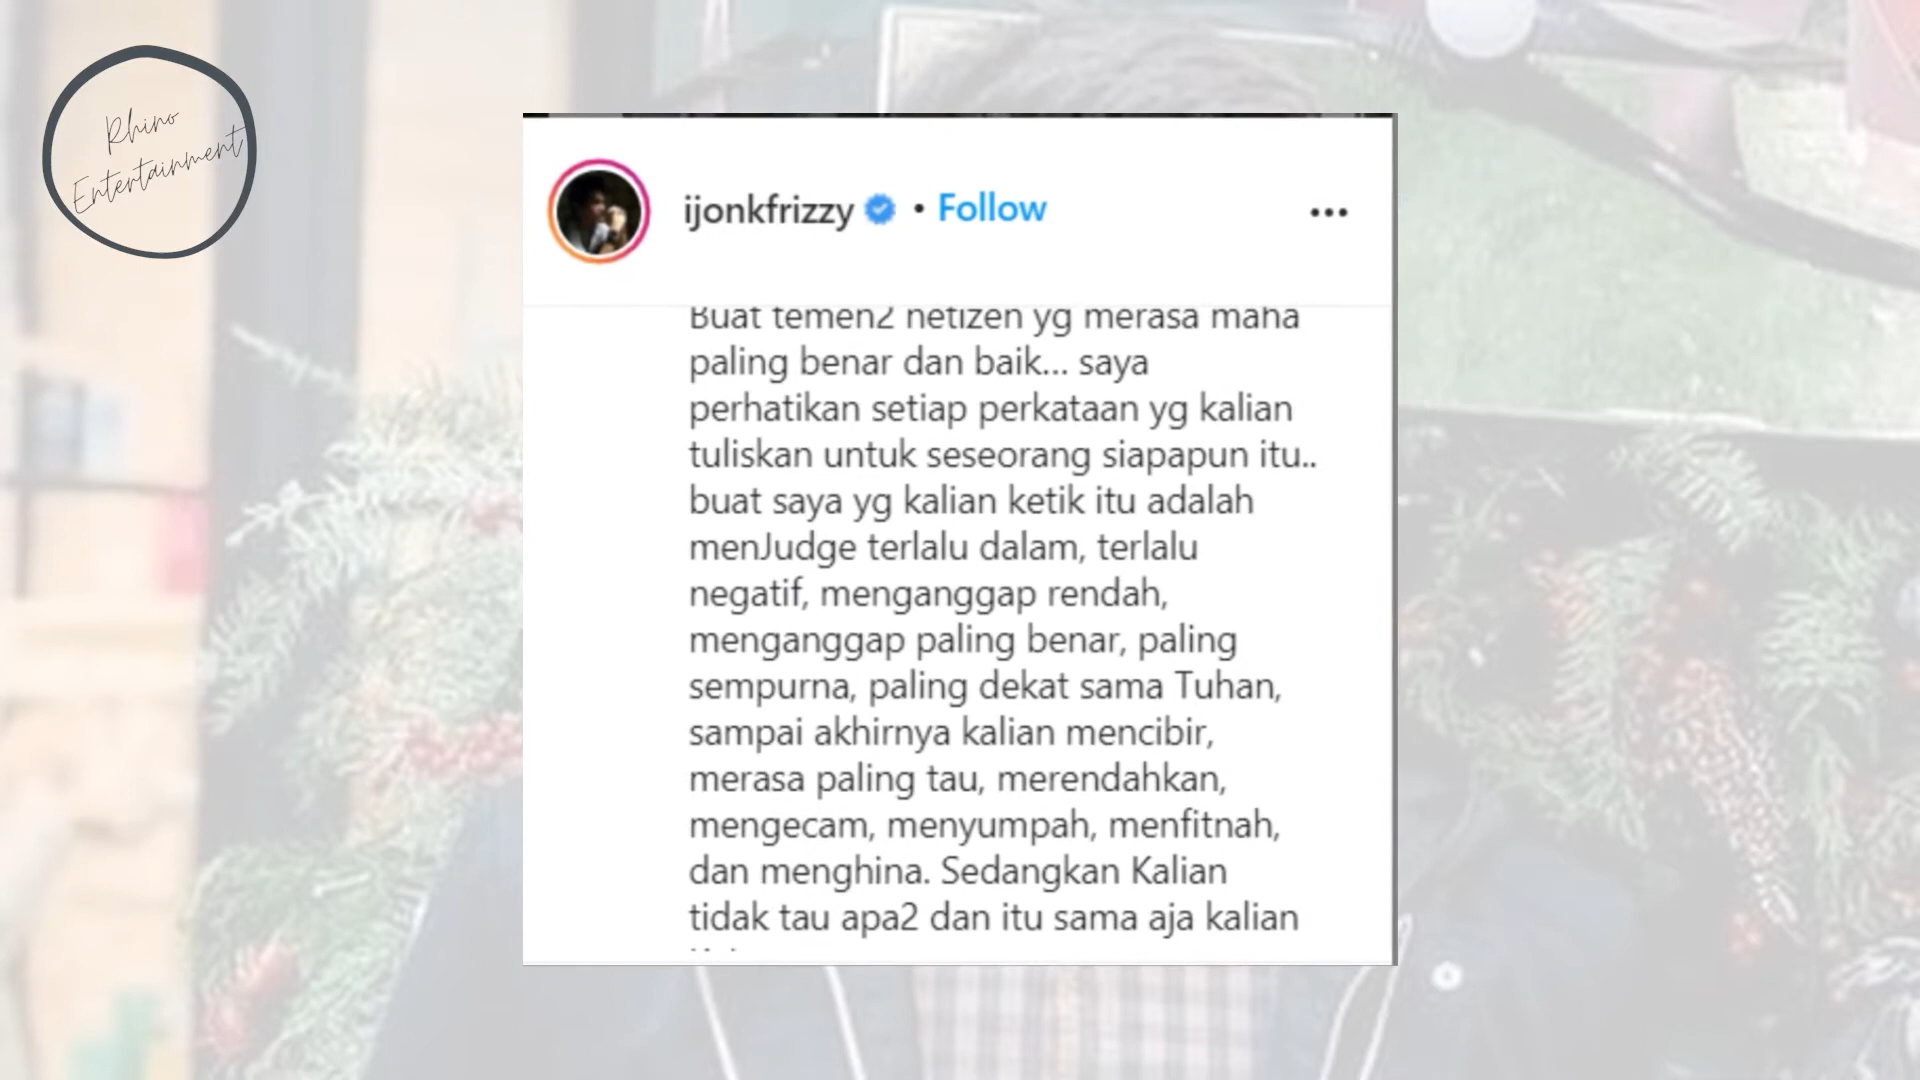 Rhino
Entertainment
ijonkfrizzy • Follow
Buat temen2 netizen yg merasa maha
paling benar dan baik... saya
perhatikan setiap perkataan yg kalian
tuliskan untuk seseorang siapapun itu..
buat saya yg kalian ketik itu adalah
menJudge terlalu dalam, terlalu
negatif, menganggap rendah,
menganggap paling benar, paling
sempurna, paling dekat sama Tuhan,
sampai akhirnya kalian mencibir,
merasa paling tau, merendahkan,
mengecam, menyumpah, menfitnah,
dan menghina. Sedangkan Kalian
tidak tau apa2 dan itu sama aja kalian